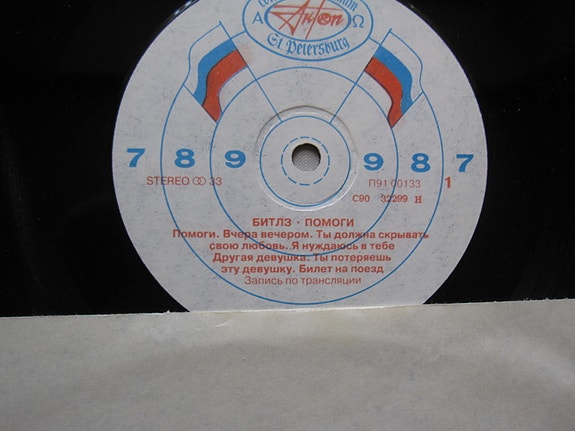 А Антроп Ω
St. Petersburg
7 8 9 9 8 7
STEREO 33 П91 00133 1
С90 32299 Н
БИТЛЗ · ПОМОГИ
Помоги. Вчера вечером. Ты должна скрывать
свою любовь. Я нуждаюсь в тебе
Другая девушка. Ты потеряешь
эту девушку. Билет на поезд
Запись по трансляции